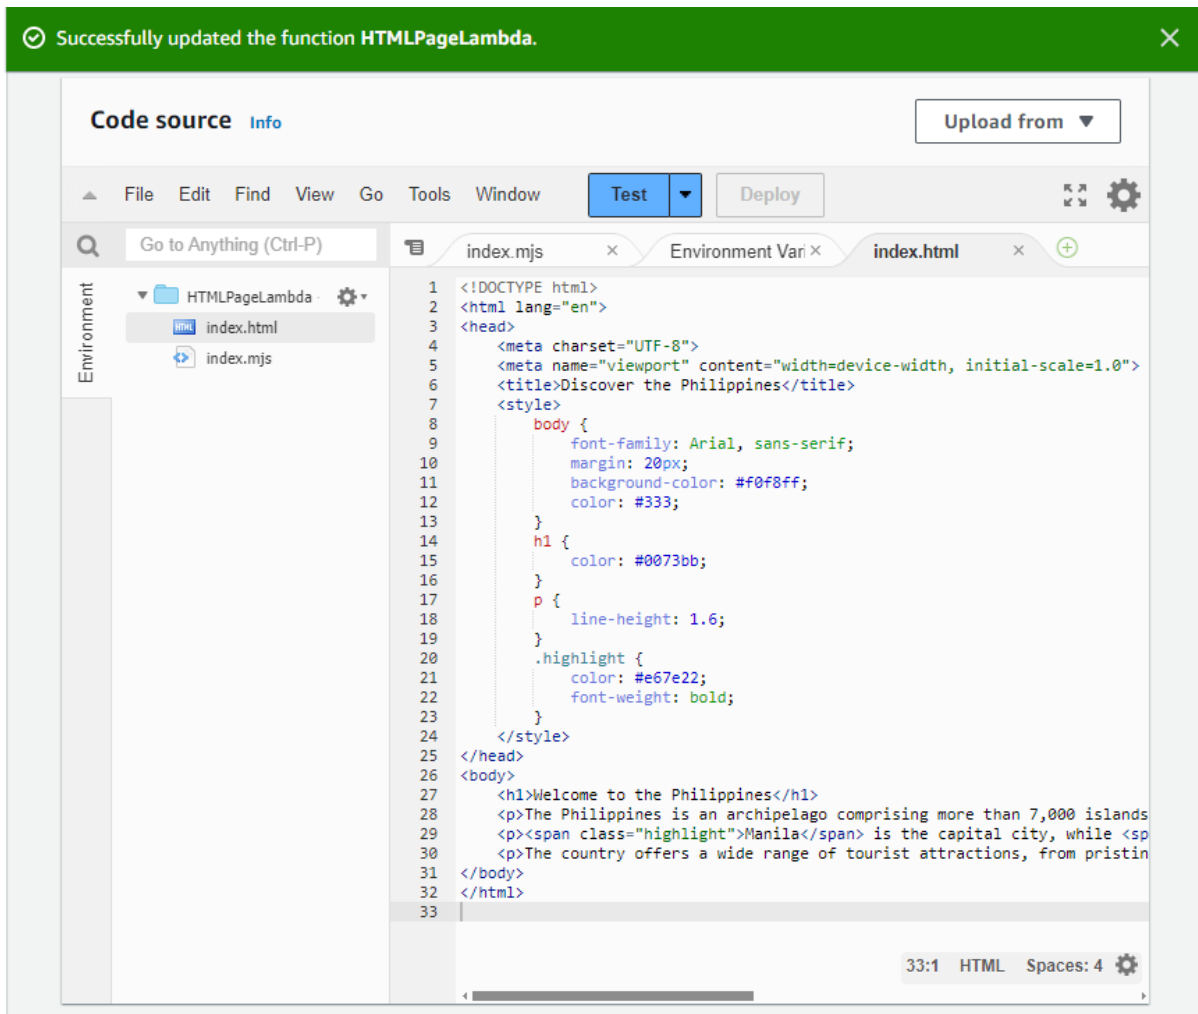 Successfully updated the function HTMLPageLambda.
Code source Info
Upload from
File Edit Find View Go Tools Window Test Deploy
Go to Anything (Ctrl-P)
index.mjs Environment Vari index.html
Environment
HTMLPageLambda
index.html
index.mjs
1 <!DOCTYPE html>
2 <html lang="en">
3 <head>
4     <meta charset="UTF-8">
5     <meta name="viewport" content="width=device-width, initial-scale=1.0">
6     <title>Discover the Philippines</title>
7     <style>
8         body {
9             font-family: Arial, sans-serif;
10             margin: 20px;
11             background-color: #f0f8ff;
12             color: #333;
13         }
14         h1 {
15             color: #0073bb;
16         }
17         p {
18             line-height: 1.6;
19         }
20         .highlight {
21             color: #e67e22;
22             font-weight: bold;
23         }
24     </style>
25 </head>
26 <body>
27     <h1>Welcome to the Philippines</h1>
28     <p>The Philippines is an archipelago comprising more than 7,000 islands
29     <p><span class="highlight">Manila</span> is the capital city, while <sp
30     <p>The country offers a wide range of tourist attractions, from pristin
31 </body>
32 </html>
33
33:1 HTML Spaces: 4